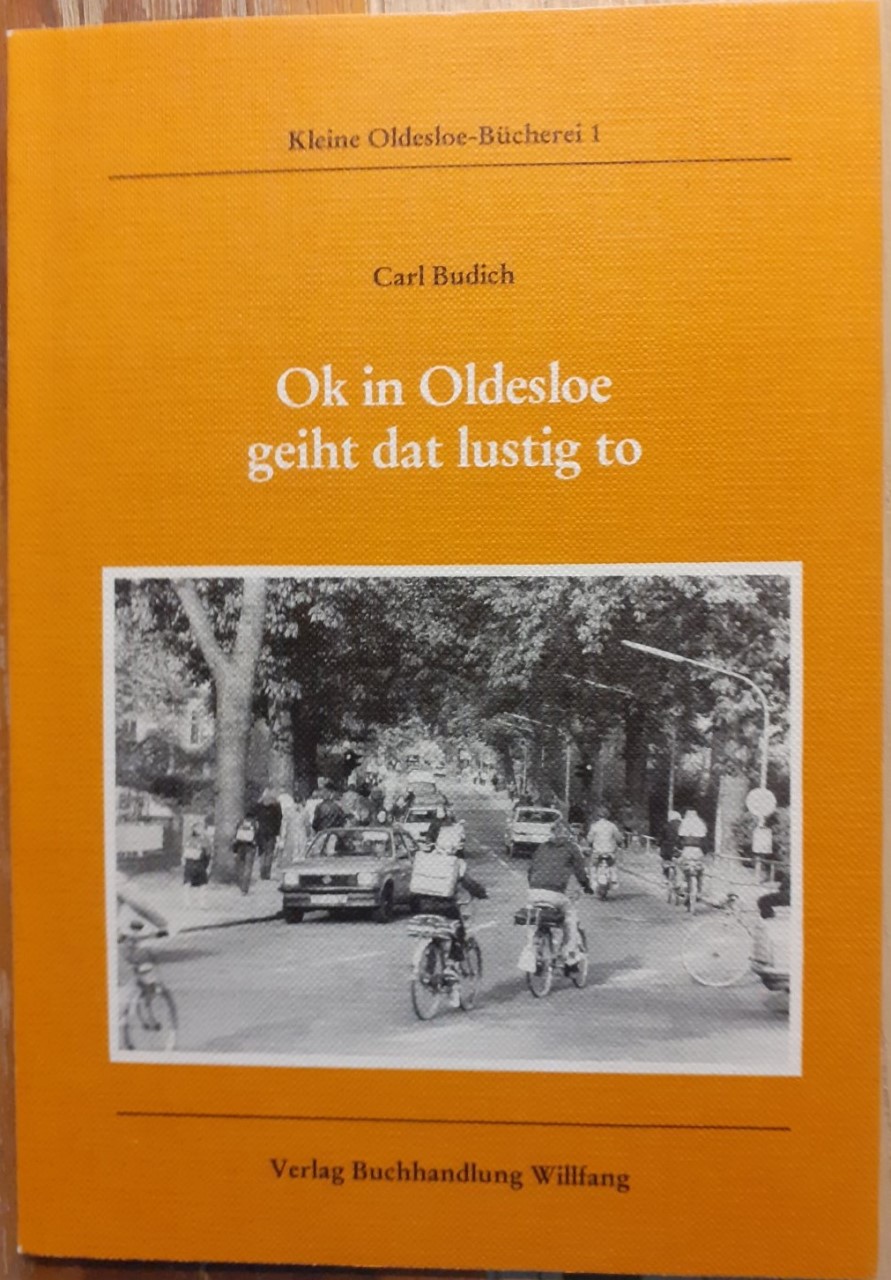 Kleine Oldesloe-Bücherei 1
Carl Budich
Ok in Oldesloe
geiht dat lustig to
Verlag Buchhandlung Willfang